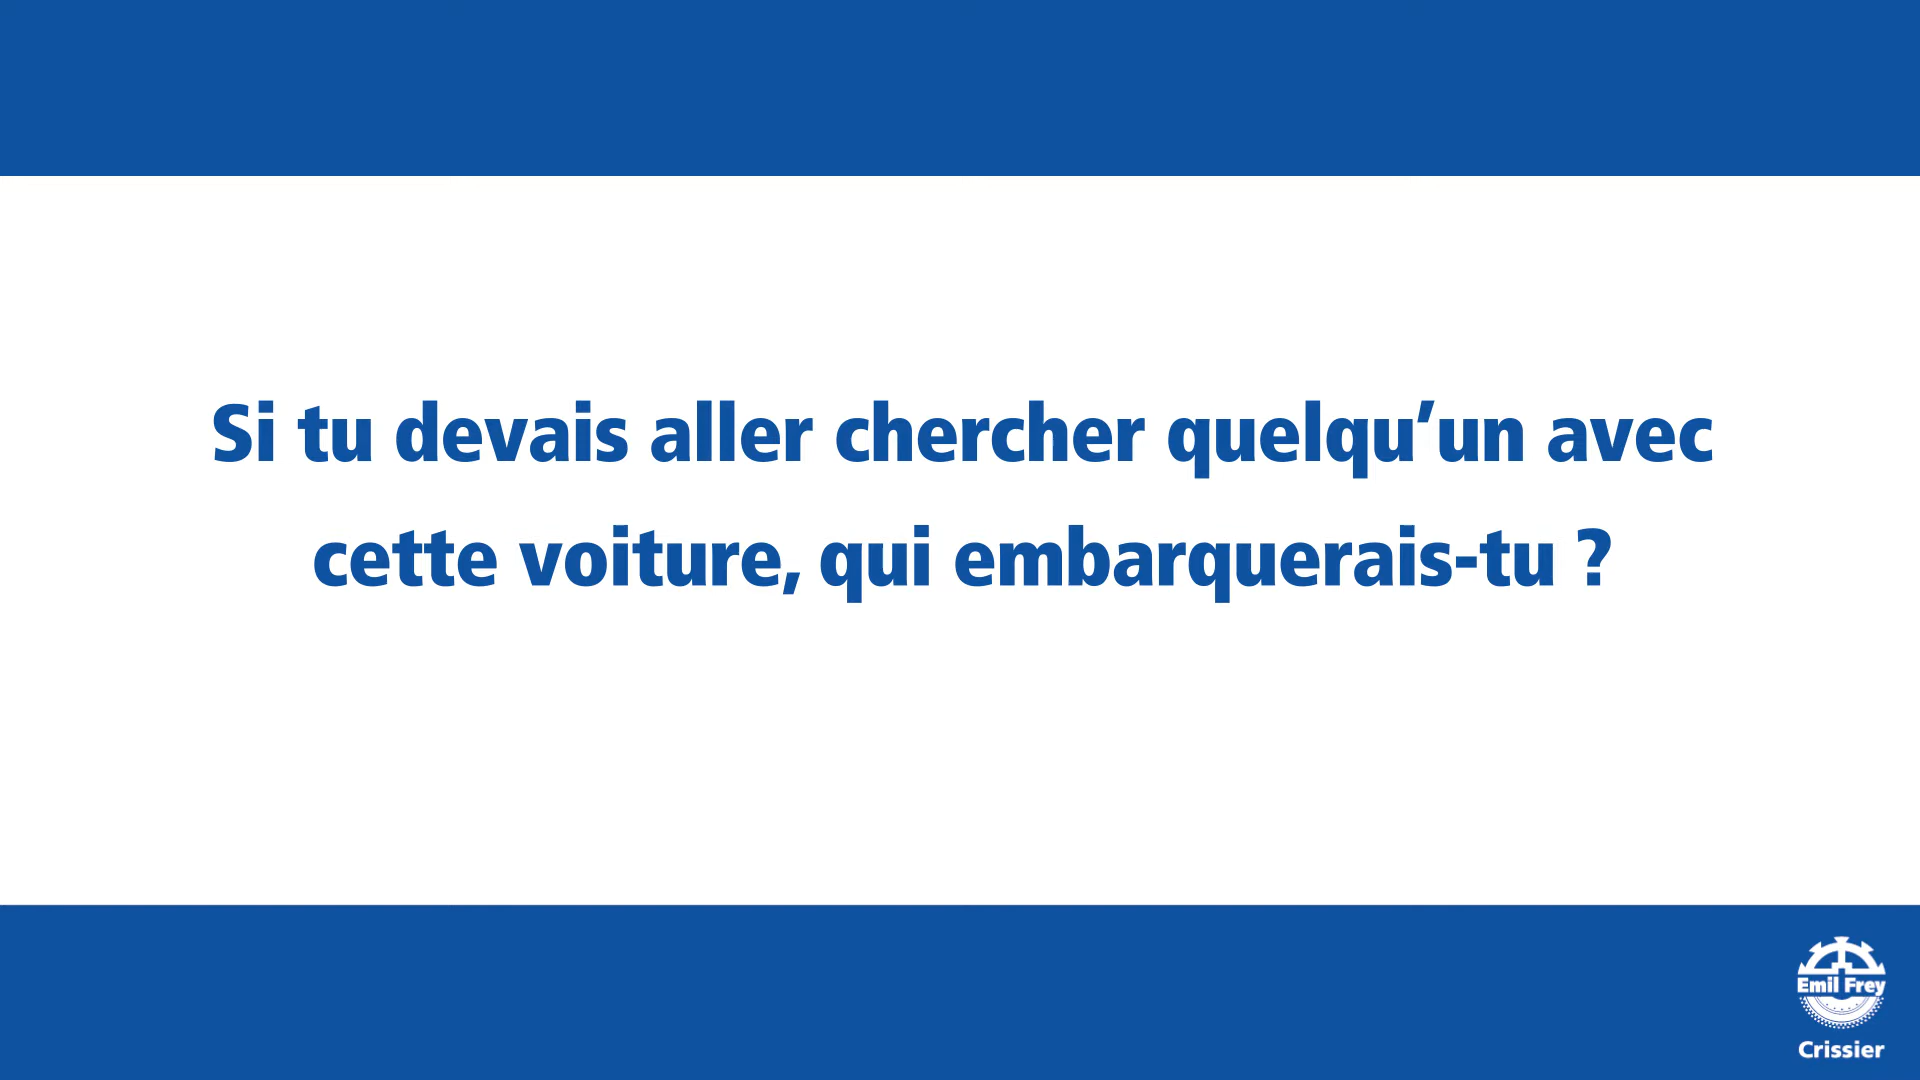 Si tu devais aller chercher quelqu’un avec
cette voiture, qui embarquerais-tu ?
Emil Frey
Crissier